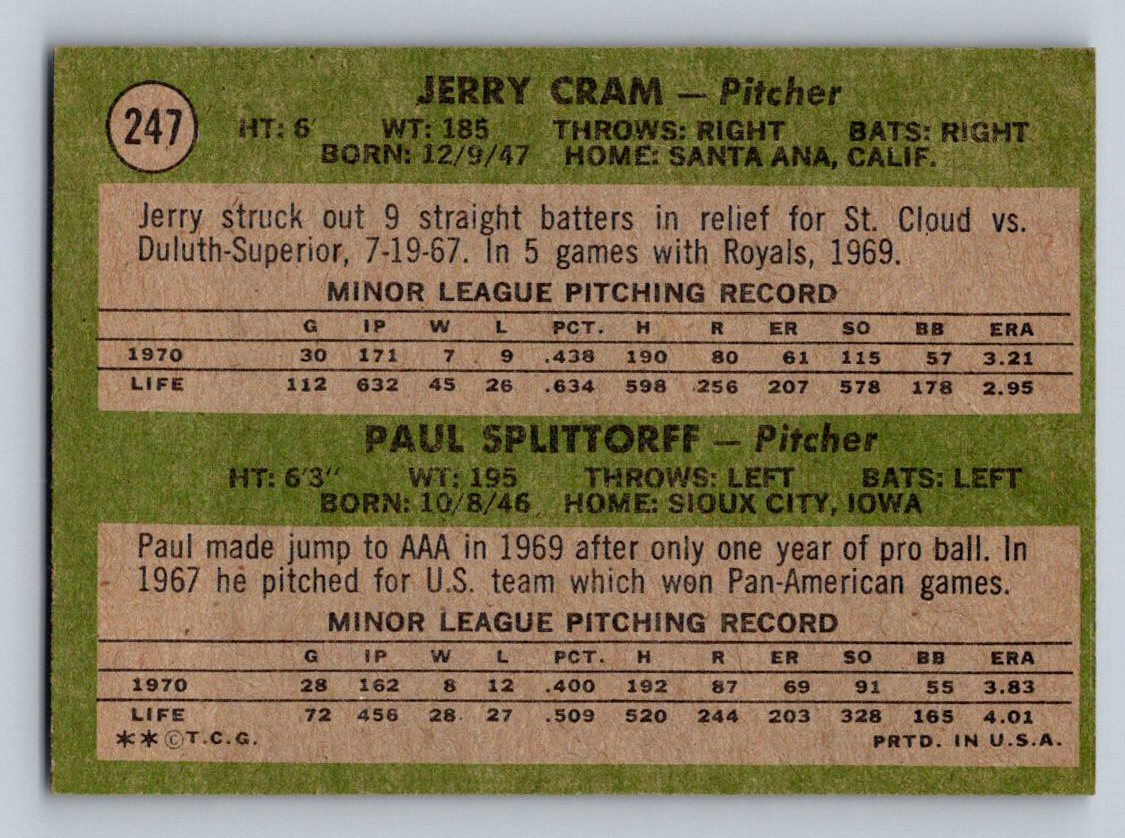 247
JERRY CRAM — Pitcher
HT: 6' WT: 185 THROWS: RIGHT BATS: RIGHT
BORN: 12/9/47 HOME: SANTA ANA, CALIF.
Jerry struck out 9 straight batters in relief for St. Cloud vs.
Duluth-Superior, 7-19-67. In 5 games with Royals, 1969.
MINOR LEAGUE PITCHING RECORD
G IP W L PCT. H R ER SO BB ERA
1970 30 171 7 9 .438 190 80 61 115 57 3.21
LIFE 112 632 45 26 .634 598 256 207 578 178 2.95
PAUL SPLITTORFF — Pitcher
HT: 6'3" WT: 195 THROWS: LEFT BATS: LEFT
BORN: 10/8/46 HOME: SIOUX CITY, IOWA
Paul made jump to AAA in 1969 after only one year of pro ball. In
1967 he pitched for U.S. team which won Pan-American games.
MINOR LEAGUE PITCHING RECORD
G IP W L PCT. H R ER SO BB ERA
1970 28 162 8 12 .400 192 87 69 91 55 3.83
LIFE 72 456 28 27 .509 520 244 203 328 165 4.01
**©T.C.G. PRTD. IN U.S.A.